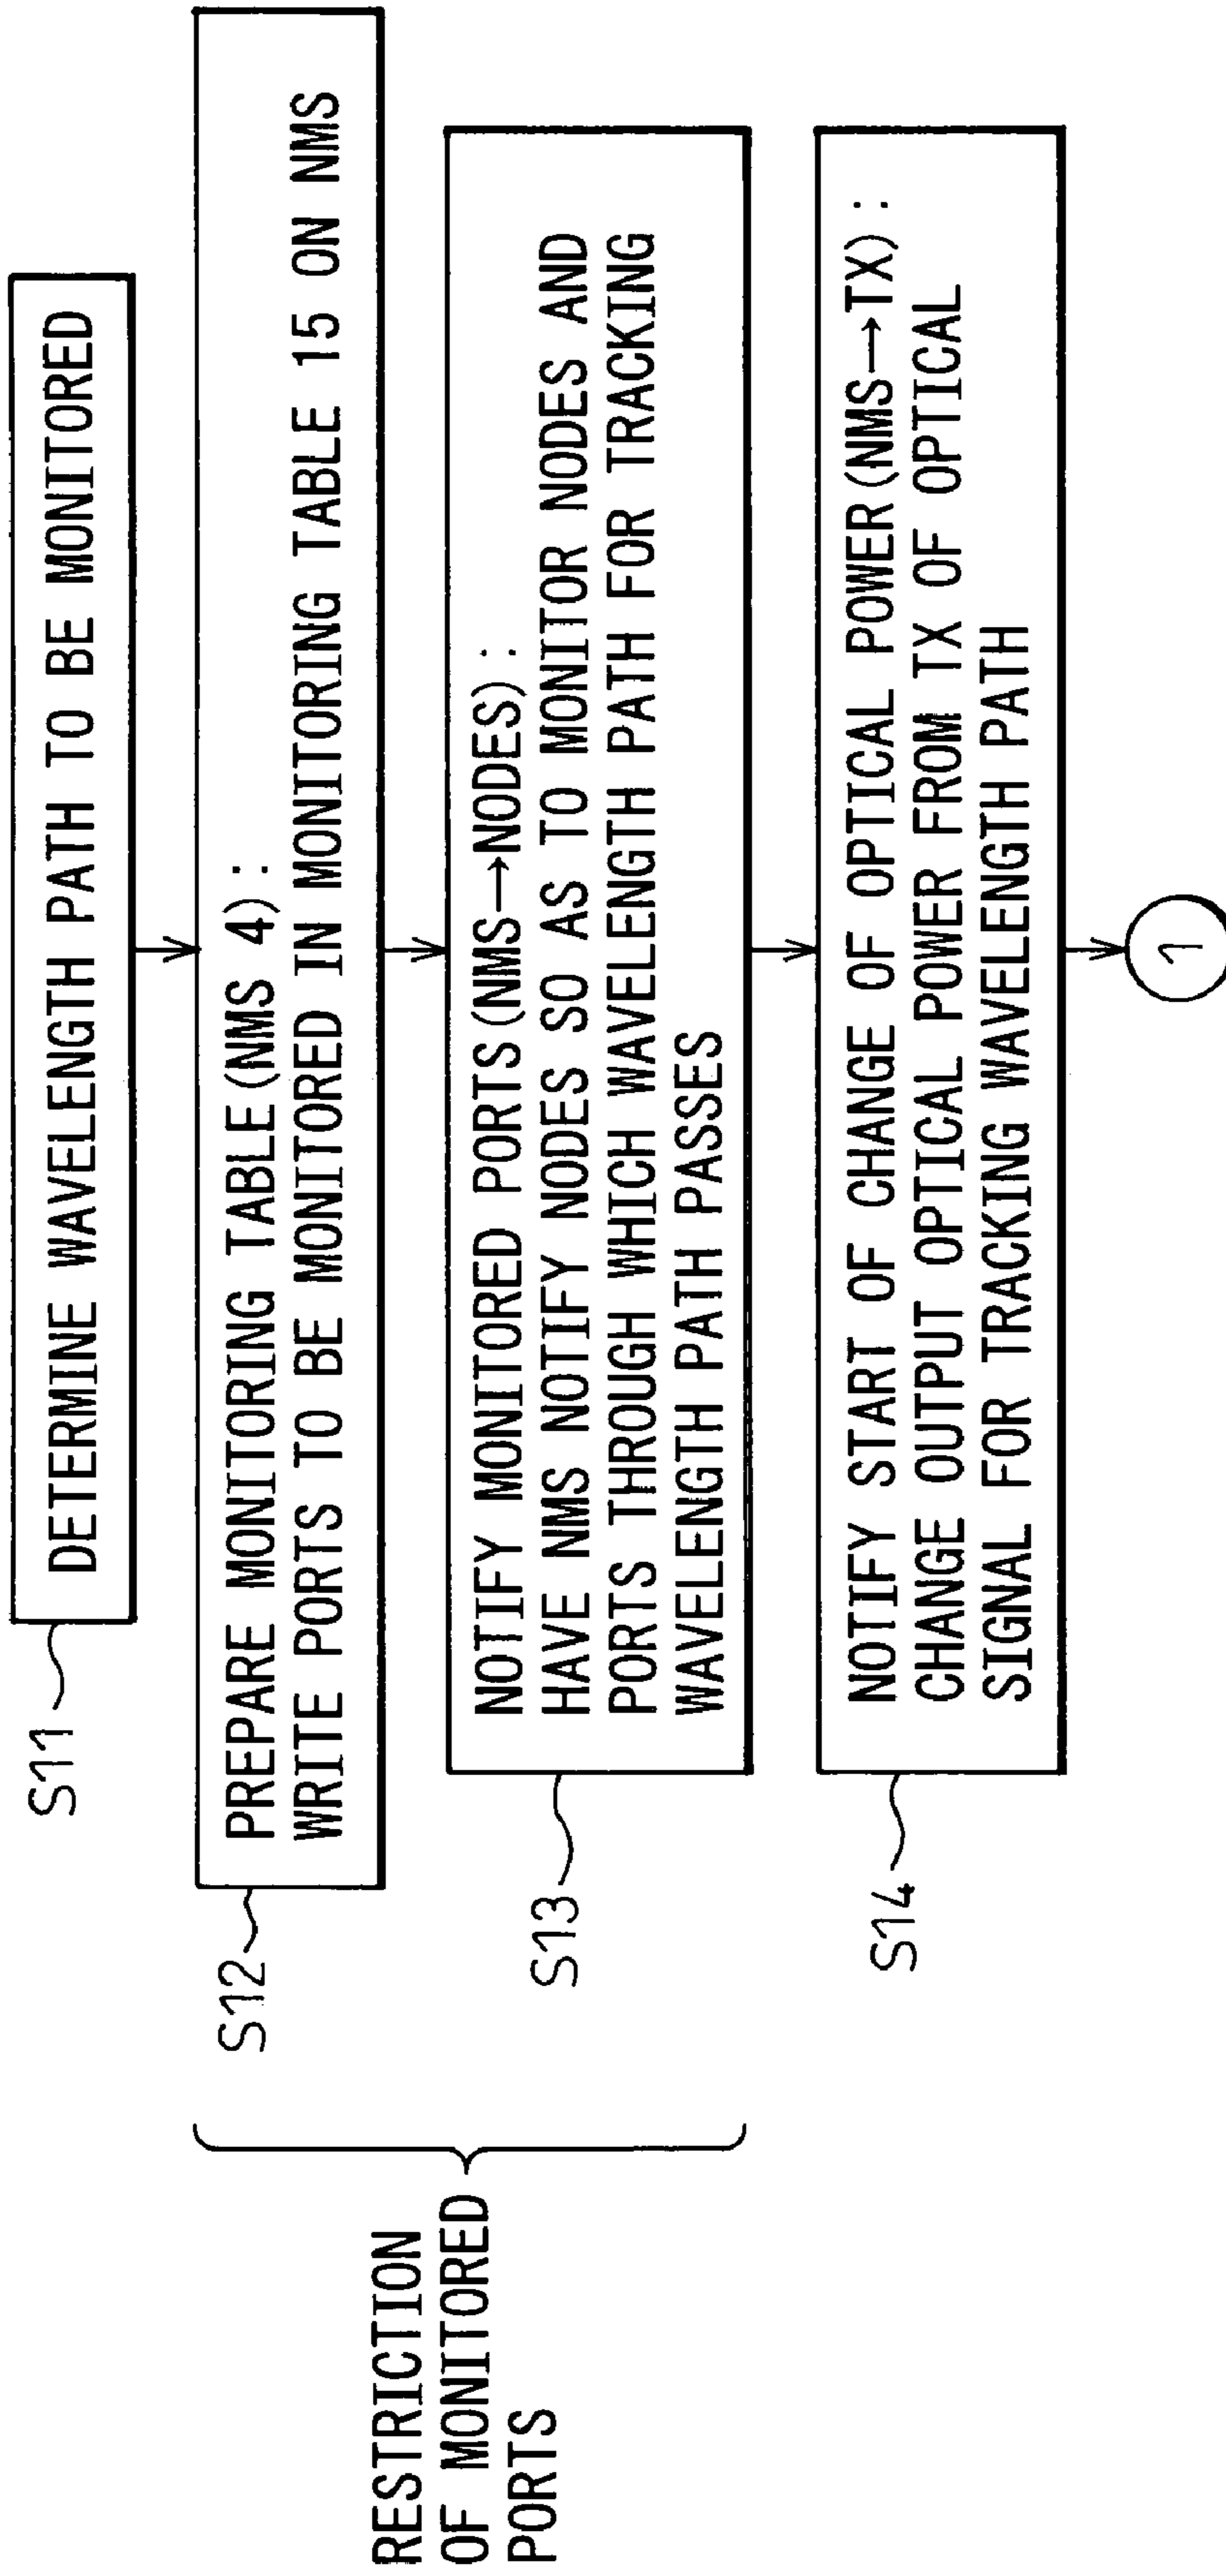 S11
DETERMINE WAVELENGTH PATH TO BE MONITORED
S12
PREPARE MONITORING TABLE(NMS 4):
WRITE PORTS TO BE MONITORED IN MONITORING TABLE 15 ON NMS
RESTRICTION
OF MONITORED
PORTS
S13
NOTIFY MONITORED PORTS(NMS→NODES):
HAVE NMS NOTIFY NODES SO AS TO MONITOR NODES AND
PORTS THROUGH WHICH WAVELENGTH PATH FOR TRACKING
WAVELENGTH PATH PASSES
S14
NOTIFY START OF CHANGE OF OPTICAL POWER(NMS→TX):
CHANGE OUTPUT OPTICAL POWER FROM TX OF OPTICAL
SIGNAL FOR TRACKING WAVELENGTH PATH
1